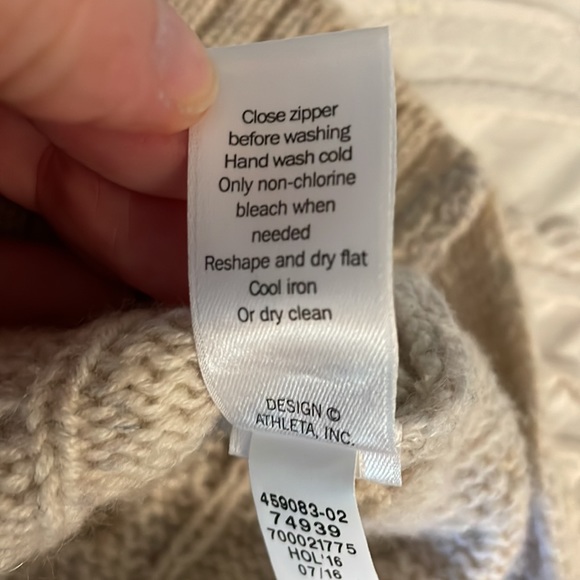 Close zipper
before washing
Hand wash cold
Only non-chlorine
bleach when
needed
Reshape and dry flat
Cool iron
Or dry clean
DESIGN ©
ATHLETA, INC.
459083-02
74939
700021775
HOL'16
07/16